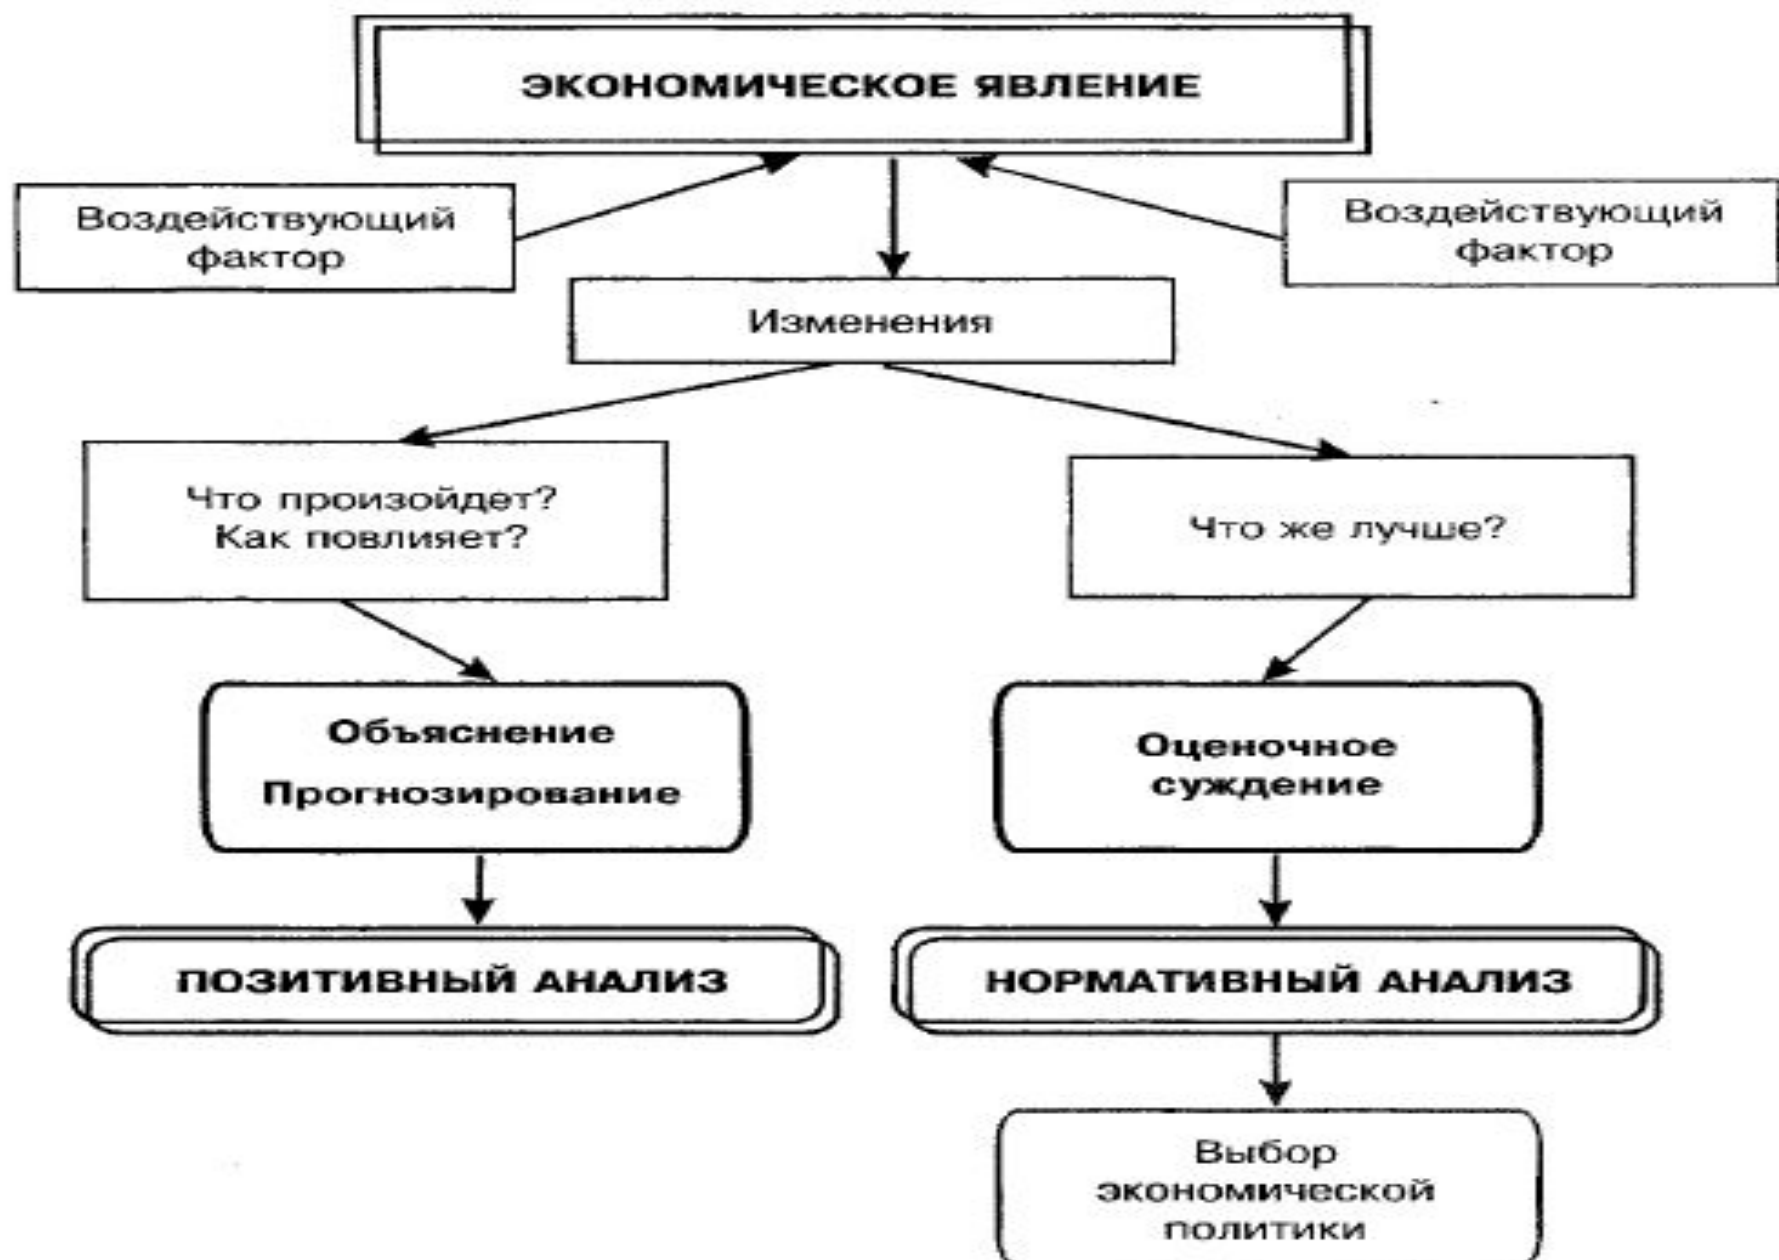 ЭКОНОМИЧЕСКОЕ ЯВЛЕНИЕ
Воздействующий
фактор
Воздействующий
фактор
Изменения
Что произойдет?
Как повлияет?
Что же лучше?
Объяснение
Прогнозирование
Оценочное
суждение
ПОЗИТИВНЫЙ АНАЛИЗ
НОРМАТИВНЫЙ АНАЛИЗ
Выбор
экономической
политики